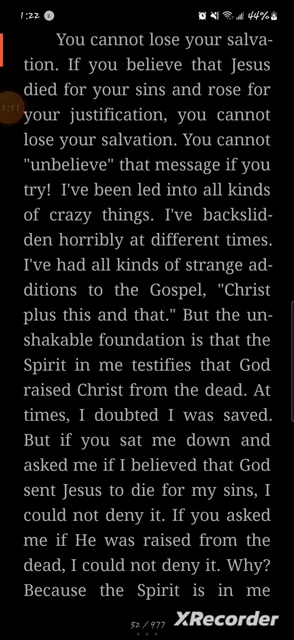 1:22 2 44%
You cannot lose your salva-
tion. If you believe that Jesus
died for your sins and rose for
your justification, you cannot
lose your salvation. You cannot
"unbelieve" that message if you
try! I've been led into all kinds
of crazy things. I've backslid-
den horribly at different times.
I've had all kinds of strange ad-
ditions to the Gospel, "Christ
plus this and that." But the un-
shakable foundation is that the
Spirit in me testifies that God
raised Christ from the dead. At
times, I doubted I was saved.
But if you sat me down and
asked me if I believed that God
sent Jesus to die for my sins, I
could not deny it. If you asked
me if He was raised from the
dead, I could not deny it. Why?
Because the Spirit is in me
52 / 977
XRecorder